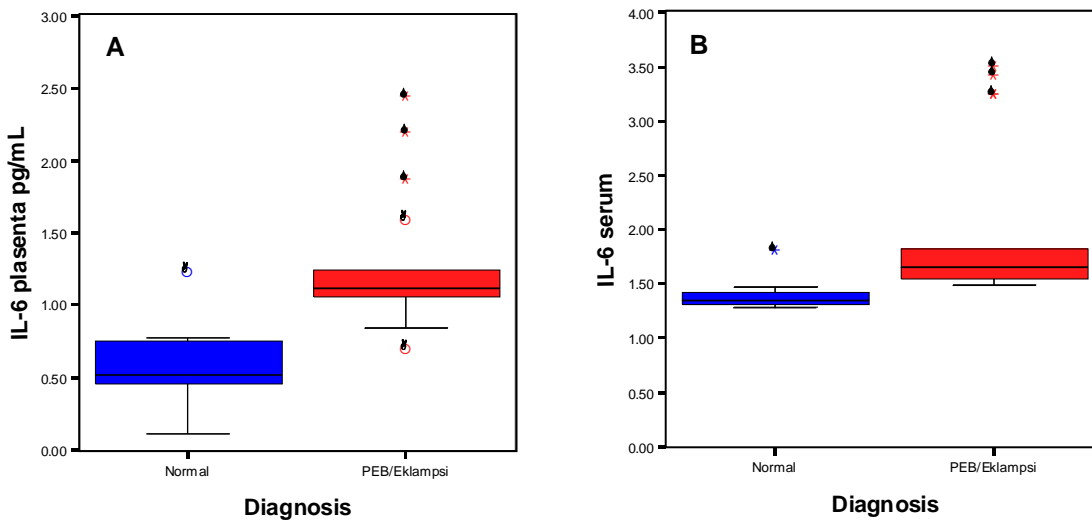 A
IL-6 plasenta pg/mL
3.00
2.50
2.00
1.50
1.00
0.50
0.00
Normal
PEB/Eklampsi
Diagnosis
B
IL-6 serum
4.00
3.50
3.00
2.50
2.00
1.50
1.00
0.50
0.00
Normal
PEB/Eklampsi
Diagnosis